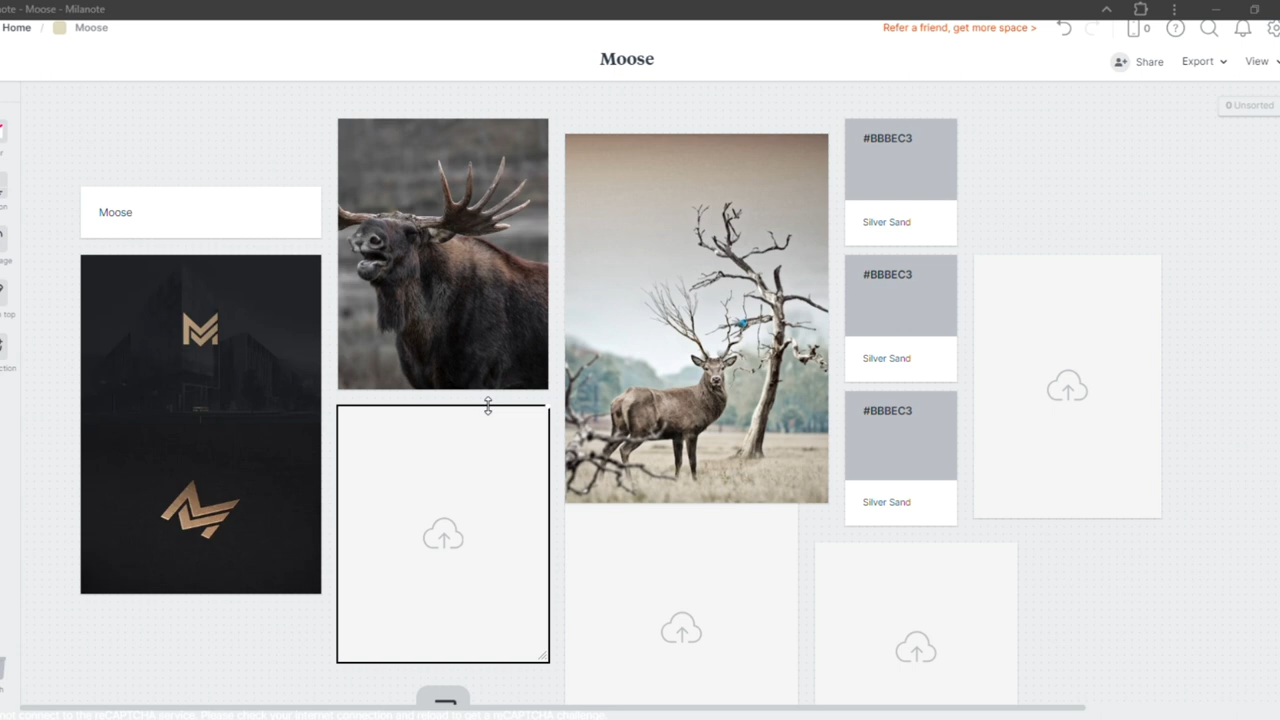 note - Moose - Milanote
Home / Moose
Refer a friend, get more space >
0
Moose
Share
Export
View
0 Unsorted
Moose
#BBBEC3
Silver Sand
#BBBEC3
Silver Sand
#BBBEC3
Silver Sand
not connect to the reCAPTCHA service. Please check your internet connection and reload to get a reCAPTCHA challenge.